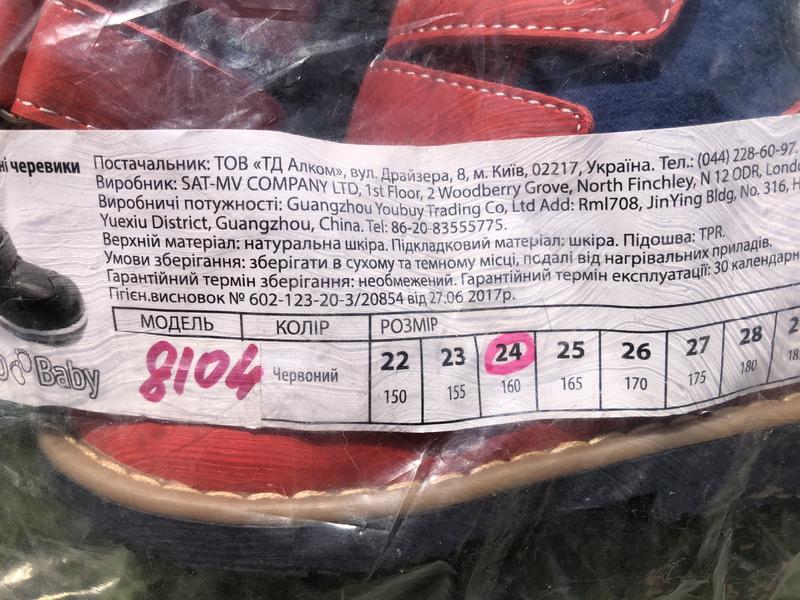 ні черевики
Постачальник: ТОВ «ТД Алком», вул. Драйзера, 8, м. Київ, 02217, Україна. Тел.: (044) 228-60-97.
Виробник: SAT-MV COMPANY LTD, 1st Floor, 2 Woodberry Grove, North Finchley, N 12 ODR, Londo
Виробничі потужності: Guangzhou Youbuy Trading Co, Ltd Add: Rml708, JinYing Bldg, No. 316, H
Yuexiu District, Guangzhou, China. Tel: 86-20-83555775.
Верхній матеріал: натуральна шкіра. Підкладковий матеріал: шкіра. Підошва: TPR.
Умови зберігання: зберігати в сухому та темному місці, подалі від нагрівальних приладів.
Гарантійний термін зберігання: необмежений. Гарантійний термін експлуатації: 30 календарн
Гігієн.висновок № 602-123-20-3/20854 від 27.06 2017р.
МОДЕЛЬ КОЛІР РОЗМІР
8104 Червоний 22 23 24 25 26 27 28 2
150 155 160 165 170 175 180 18
Baby